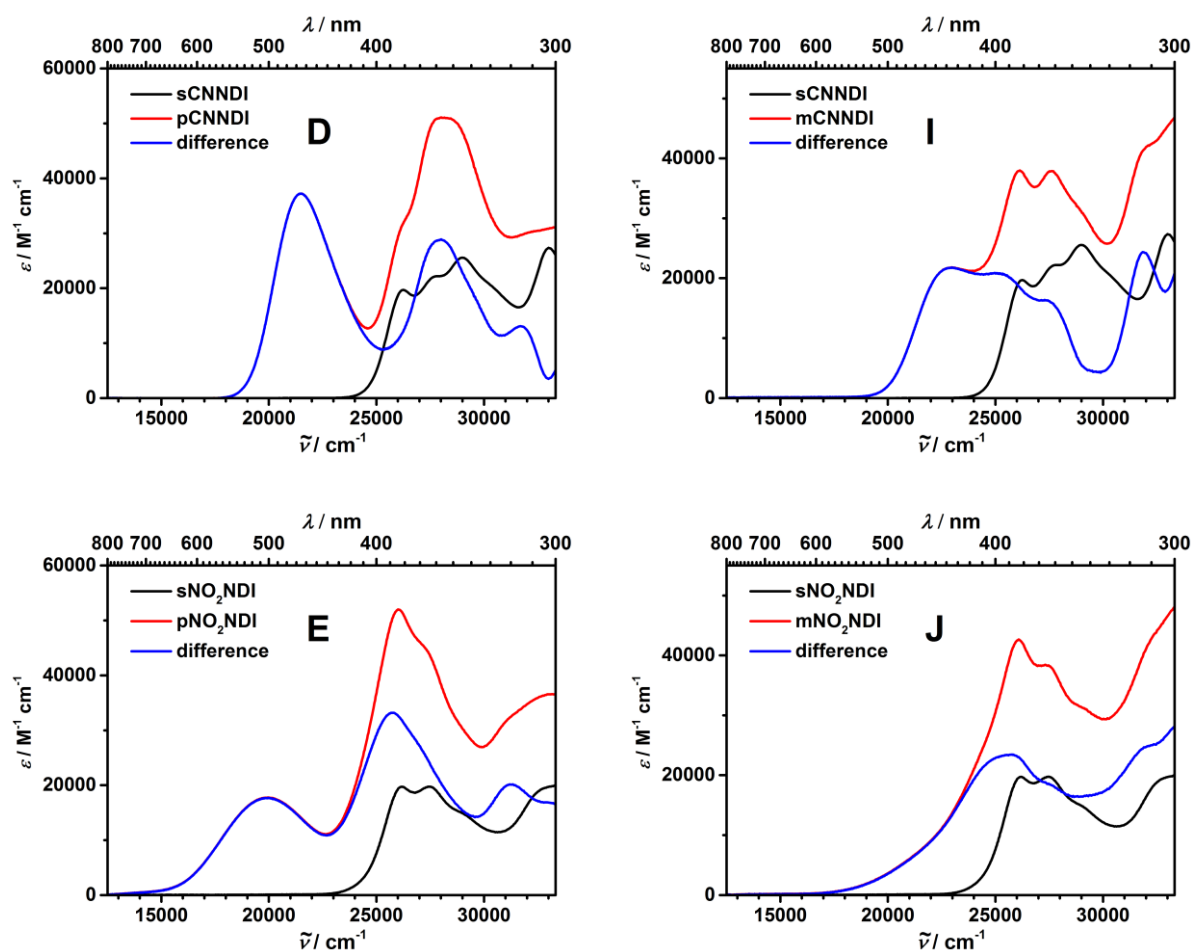 λ / nm
800 700 600 500 400 300
60000
40000
20000
0
ε / M⁻¹ cm⁻¹
sCNNDI
pCNNDI
difference
D
15000 20000 25000 30000
ṽ / cm⁻¹
λ / nm
800 700 600 500 400 300
40000
20000
0
ε / M⁻¹ cm⁻¹
sCNNDI
mCNNDI
difference
I
15000 20000 25000 30000
ṽ / cm⁻¹
λ / nm
800 700 600 500 400 300
60000
40000
20000
0
ε / M⁻¹ cm⁻¹
sNO₂NDI
pNO₂NDI
difference
E
15000 20000 25000 30000
ṽ / cm⁻¹
λ / nm
800 700 600 500 400 300
40000
20000
0
ε / M⁻¹ cm⁻¹
sNO₂NDI
mNO₂NDI
difference
J
15000 20000 25000 30000
ṽ / cm⁻¹